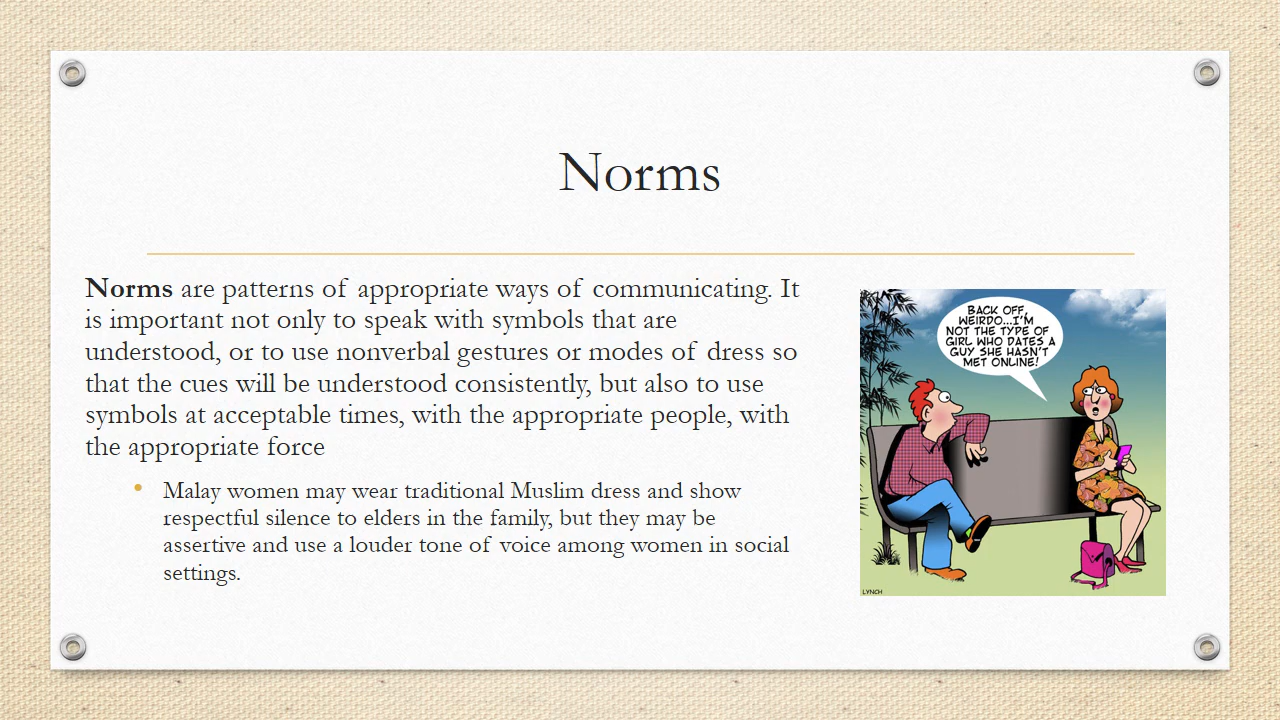 Norms
Norms are patterns of appropriate ways of communicating. It
is important not only to speak with symbols that are
understood, or to use nonverbal gestures or modes of dress so
that the cues will be understood consistently, but also to use
symbols at acceptable times, with the appropriate people, with
the appropriate force
• Malay women may wear traditional Muslim dress and show
respectful silence to elders in the family, but they may be
assertive and use a louder tone of voice among women in social
settings.
BACK OFF,
WEIRDO...I'M
NOT THE TYPE OF
GIRL WHO DATES A
GUY SHE HASN'T
MET ONLINE!
LYNCH